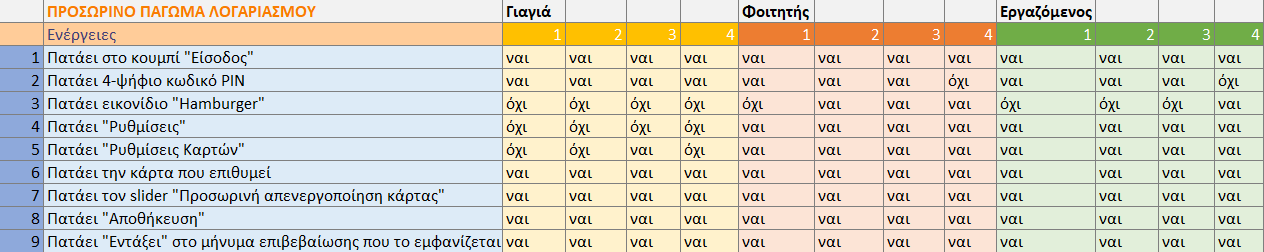 ΠΡΟΣΩΡΙΝΟ ΠΑΓΩΜΑ ΛΟΓΑΡΙΑΣΜΟΥ Γιαγιά Φοιτητής Εργαζόμενος
Ενέργειες 1 2 3 4 1 2 3 4 1 2 3 4
1 Πατάει στο κουμπί "Είσοδος" ναι ναι ναι ναι ναι ναι ναι ναι ναι ναι ναι ναι
2 Πατάει 4-ψήφιο κωδικό PIN ναι ναι ναι ναι ναι ναι ναι όχι ναι ναι ναι όχι
3 Πατάει εικονίδιο "Hamburger" όχι όχι όχι όχι όχι ναι ναι ναι όχι όχι όχι ναι
4 Πατάει "Ρυθμίσεις" όχι όχι όχι όχι ναι ναι ναι ναι ναι ναι ναι ναι
5 Πατάει "Ρυθμίσεις Καρτών" όχι όχι ναι όχι ναι ναι ναι ναι ναι ναι ναι ναι
6 Πατάει την κάρτα που επιθυμεί ναι ναι ναι ναι ναι ναι ναι ναι ναι ναι ναι ναι
7 Πατάει τον slider "Προσωρινή απενεργοποίηση κάρτας" ναι ναι ναι ναι ναι ναι ναι ναι ναι ναι ναι ναι
8 Πατάει "Αποθήκευση" ναι ναι ναι ναι ναι ναι ναι ναι ναι ναι ναι ναι
9 Πατάει "Εντάξει" στο μήνυμα επιβεβαίωσης που το εμφανίζεται ναι ναι ναι ναι ναι ναι ναι ναι ναι ναι ναι ναι